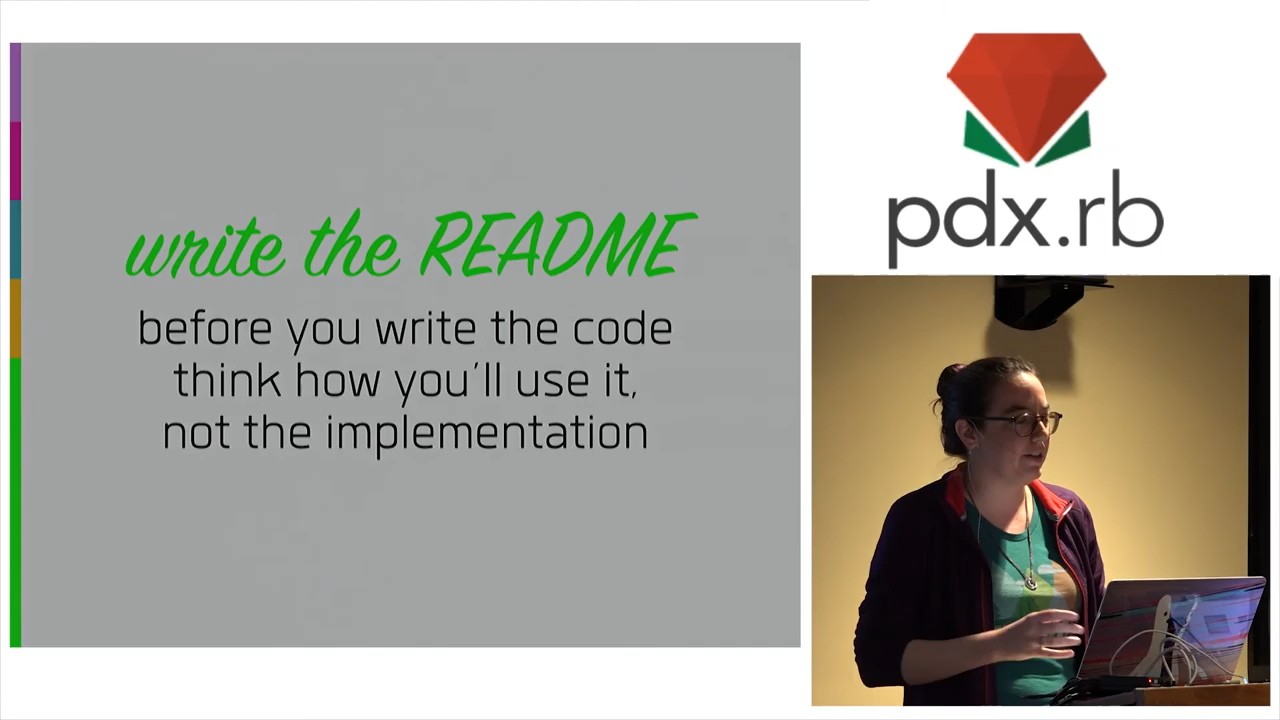 write the README
before you write the code
think how you'll use it,
not the implementation
pdx.rb